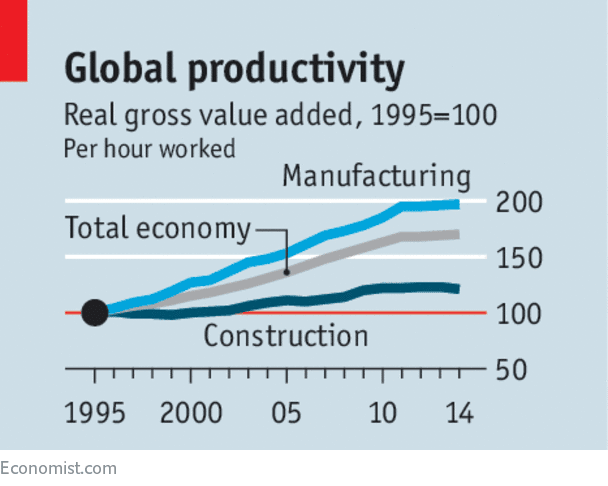 Global productivity
Real gross value added, 1995=100
Per hour worked
Manufacturing
200
Total economy
150
100
Construction
50
1995 2000 05 10 14
Economist.com